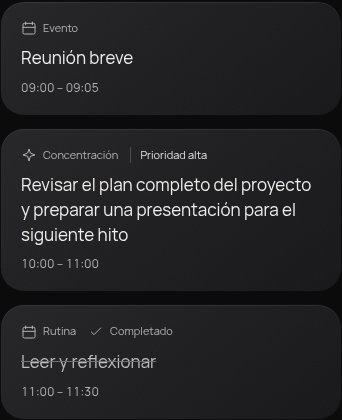 Evento
Reunión breve
09:00 – 09:05
Concentración Prioridad alta
Revisar el plan completo del proyecto
y preparar una presentación para el
siguiente hito
10:00 – 11:00
Rutina Completado
Leer y reflexionar
11:00 – 11:30